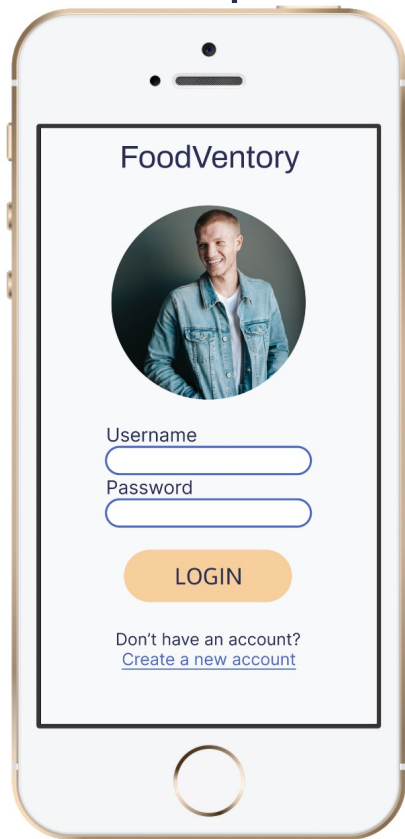 FoodVentory
Username
Password
LOGIN
Don't have an account?
Create a new account